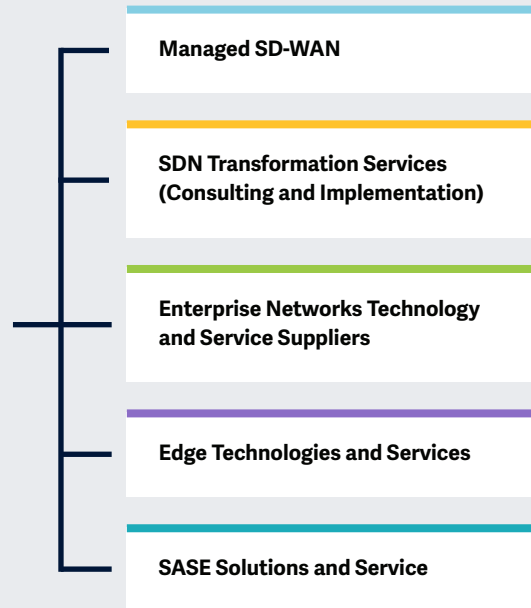 Managed SD-WAN
SDN Transformation Services
(Consulting and Implementation)
Enterprise Networks Technology
and Service Suppliers
Edge Technologies and Services
SASE Solutions and Service